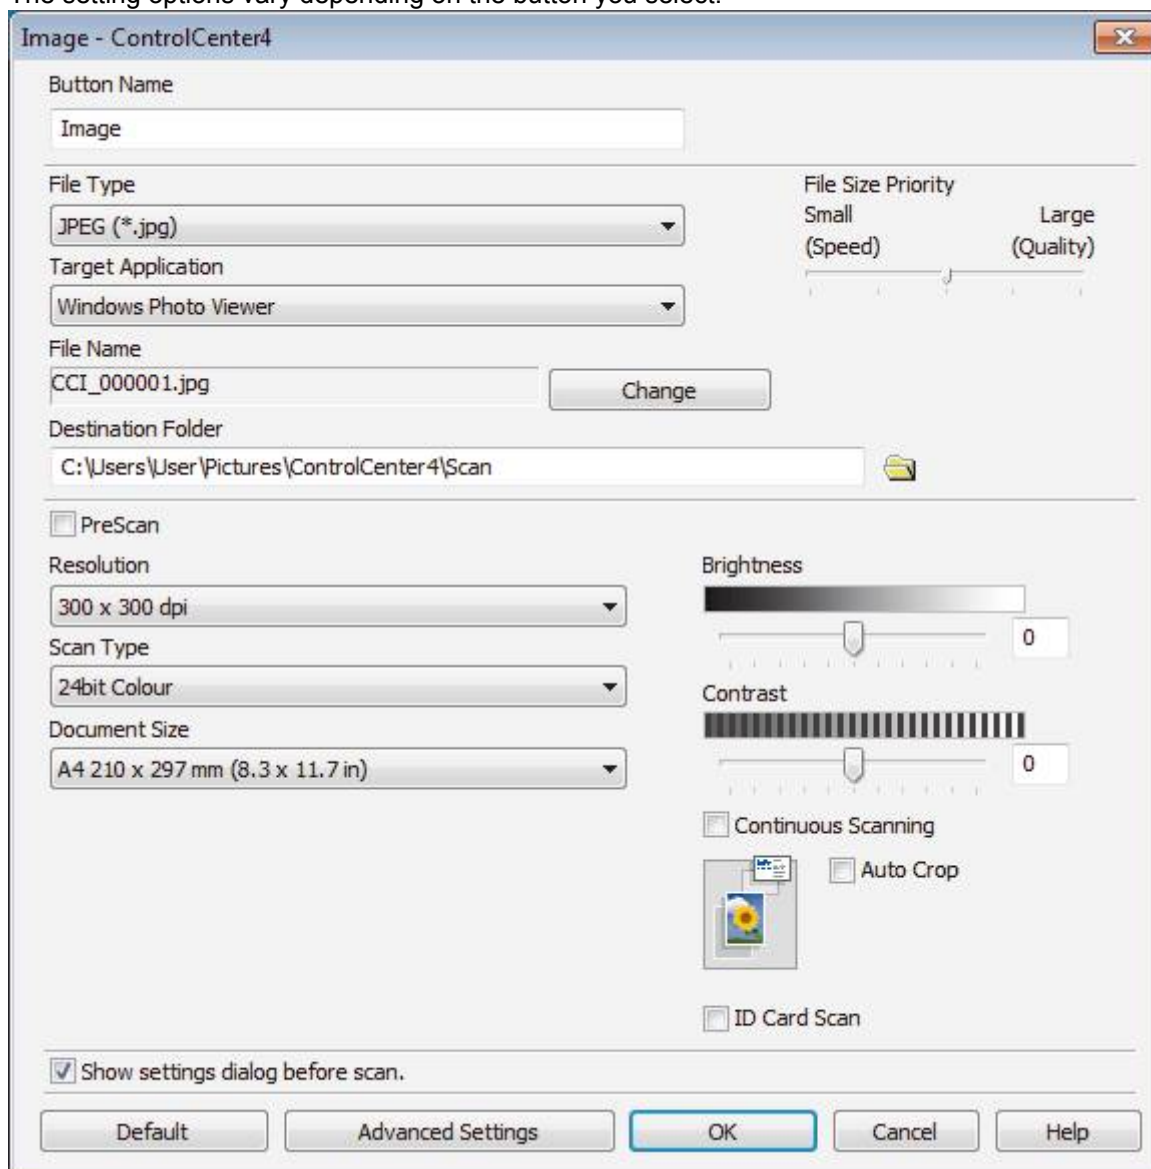 The setting options vary depending on the button you select.
Image - ControlCenter4
Button Name
Image
File Type
JPEG (*.jpg)
File Size Priority
Small Large
(Speed) (Quality)
Target Application
Windows Photo Viewer
File Name
CCI_000001.jpg
Change
Destination Folder
C:\Users\User\Pictures\ControlCenter4\Scan
PreScan
Resolution
300 x 300 dpi
Scan Type
24bit Colour
Document Size
A4 210 x 297 mm (8.3 x 11.7 in)
Brightness
0
Contrast
0
Continuous Scanning
Auto Crop
ID Card Scan
Show settings dialog before scan.
Default Advanced Settings OK Cancel Help